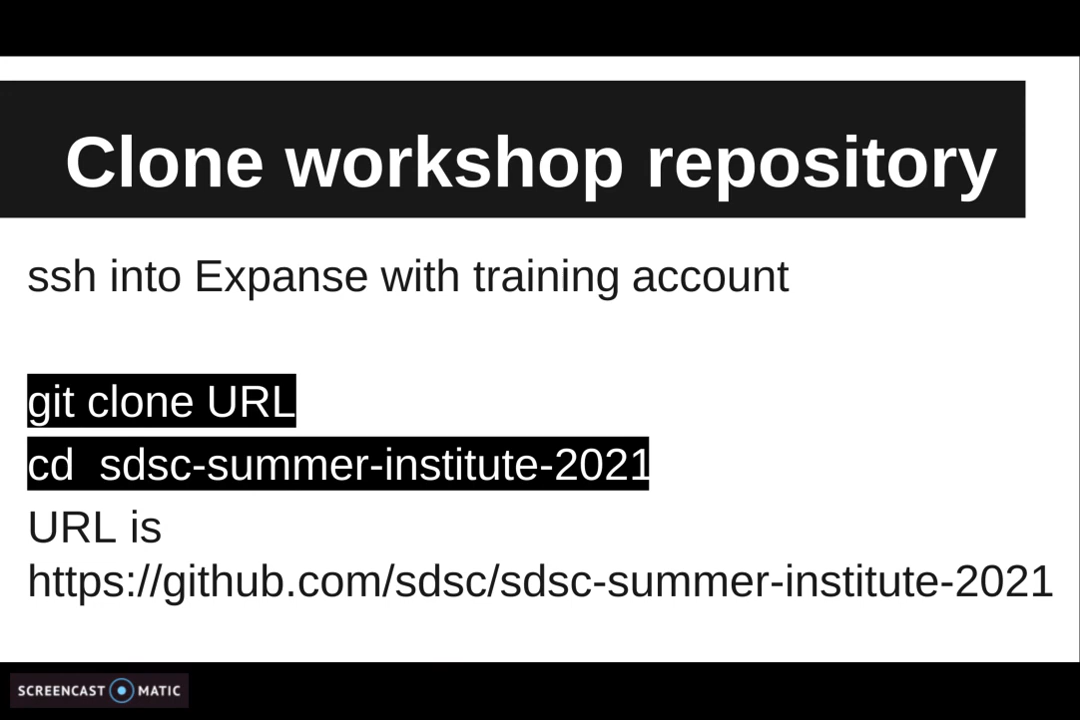 Clone workshop repository
ssh into Expanse with training account
git clone URL
cd  sdsc-summer-institute-2021
URL is
https://github.com/sdsc/sdsc-summer-institute-2021
SCREENCAST MATIC